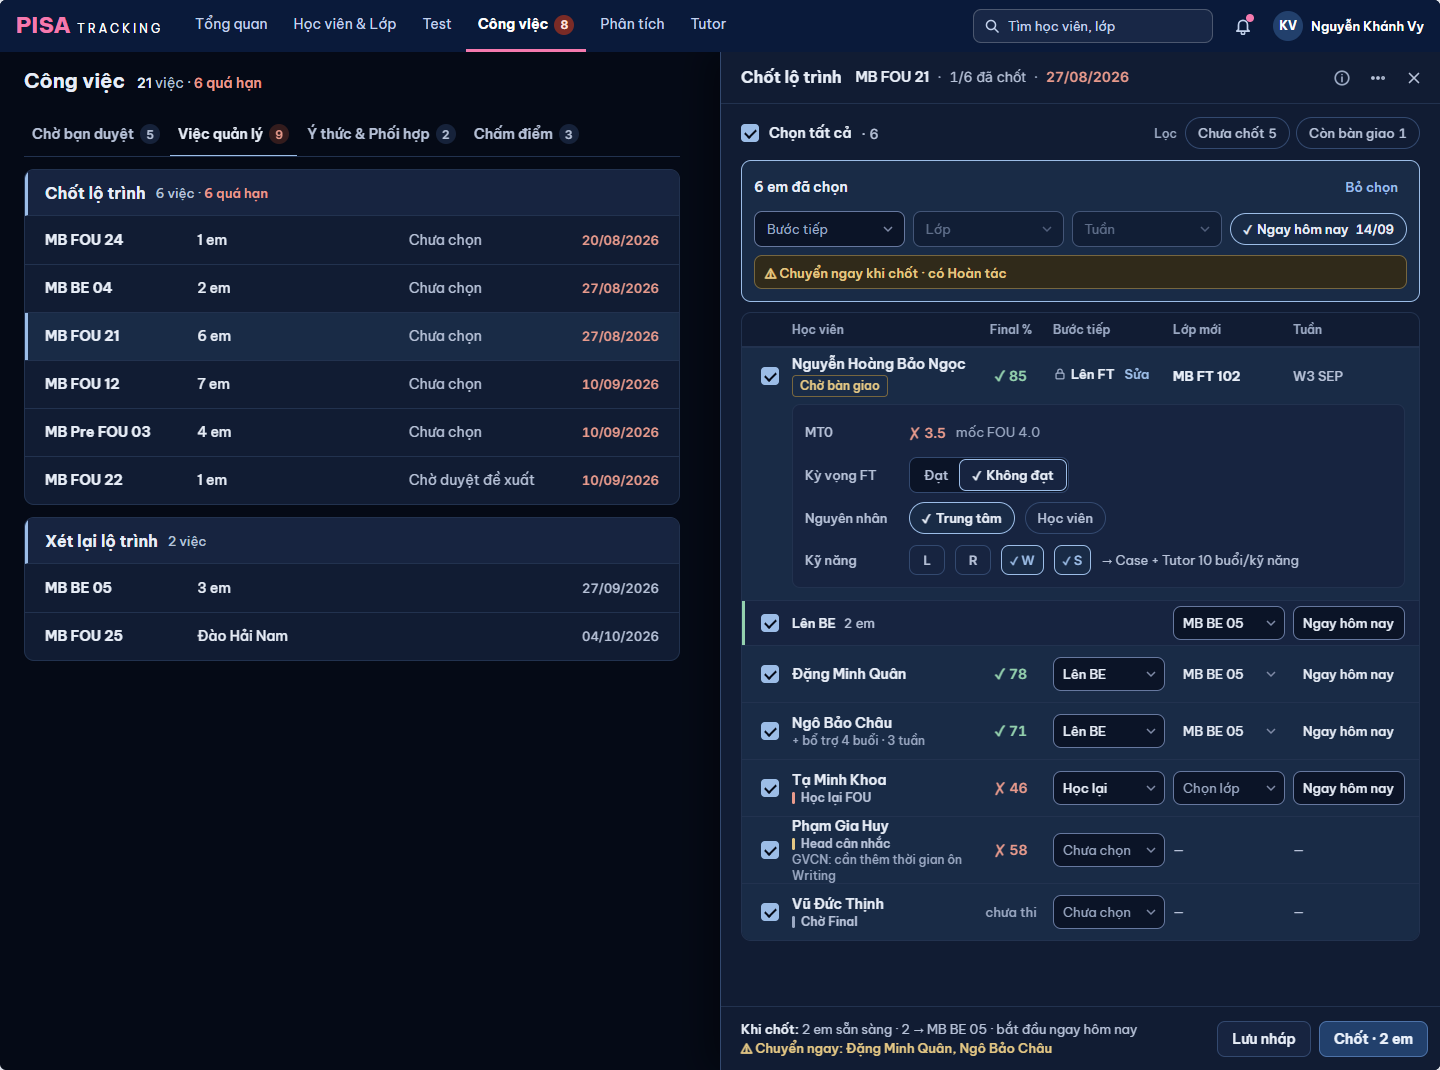 PISA TRACKING
Tổng quan
Học viên & Lớp
Test
Công việc 8
Phân tích
Tutor
Tìm học viên, lớp
KV
Nguyễn Khánh Vy
Công việc 21 việc · 6 quá hạn
Chờ bạn duyệt 5
Việc quản lý 9
Ý thức & Phối hợp 2
Chấm điểm 3
Chốt lộ trình 6 việc · 6 quá hạn
MB FOU 24 1 em Chưa chọn 20/08/2026
MB BE 04 2 em Chưa chọn 27/08/2026
MB FOU 21 6 em Chưa chọn 27/08/2026
MB FOU 12 7 em Chưa chọn 10/09/2026
MB Pre FOU 03 4 em Chưa chọn 10/09/2026
MB FOU 22 1 em Chờ duyệt đề xuất 10/09/2026
Xét lại lộ trình 2 việc
MB BE 05 3 em 27/09/2026
MB FOU 25 Đào Hải Nam 04/10/2026
Chốt lộ trình MB FOU 21 · 1/6 đã chốt · 27/08/2026
Chọn tất cả · 6
Lọc Chưa chốt 5 Còn bàn giao 1
6 em đã chọn Bỏ chọn
Bước tiếp Lớp Tuần ✓ Ngay hôm nay 14/09
⚠ Chuyển ngay khi chốt · có Hoàn tác
Học viên Final % Bước tiếp Lớp mới Tuần
Nguyễn Hoàng Bảo Ngọc
Chờ bàn giao
✓ 85 Lên FT Sửa MB FT 102 W3 SEP
MT0 ✗ 3.5 mốc FOU 4.0
Kỳ vọng FT Đạt ✓ Không đạt
Nguyên nhân ✓ Trung tâm Học viên
Kỹ năng L R ✓ W ✓ S → Case + Tutor 10 buổi/kỹ năng
Lên BE 2 em MB BE 05 Ngay hôm nay
Đặng Minh Quân ✓ 78 Lên BE MB BE 05 Ngay hôm nay
Ngô Bảo Châu
+ bổ trợ 4 buổi · 3 tuần
✓ 71 Lên BE MB BE 05 Ngay hôm nay
Tạ Minh Khoa
Học lại FOU
✗ 46 Học lại Chọn lớp Ngay hôm nay
Phạm Gia Huy
Head cân nhắc
GVCN: cần thêm thời gian ôn
Writing
✗ 58 Chưa chọn – –
Vũ Đức Thịnh
Chờ Final
chưa thi Chưa chọn – –
Khi chốt: 2 em sẵn sàng · 2 → MB BE 05 · bắt đầu ngay hôm nay
⚠ Chuyển ngay: Đặng Minh Quân, Ngô Bảo Châu
Lưu nháp
Chốt · 2 em